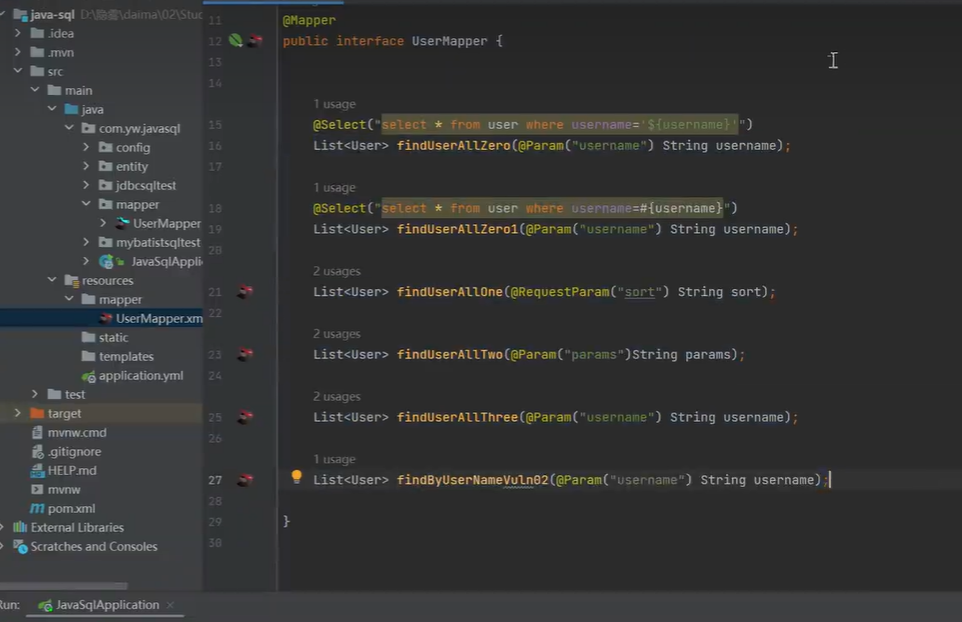 java-sql D:\隐雾\daima\02\Stud
.idea
.mvn
src
main
java
com.yw.javasql
config
entity
jdbcsqltest
mapper
UserMapper
mybatissqltest
JavaSqlAppli
resources
mapper
UserMapper.xm
static
templates
application.yml
test
target
mvnw.cmd
.gitignore
HELP.md
mvnw
pom.xml
External Libraries
Scratches and Consoles
11 @Mapper
12 public interface UserMapper {
13
14
1 usage
15 @Select("select * from user where username='${username}'")
16 List<User> findUserAllZero(@Param("username") String username);
17
1 usage
18 @Select("select * from user where username=#{username}")
19 List<User> findUserAllZero1(@Param("username") String username);
20
2 usages
21 List<User> findUserAllOne(@RequestParam("sort") String sort);
22
2 usages
23 List<User> findUserAllTwo(@Param("params")String params);
24
2 usages
25 List<User> findUserAllThree(@Param("username") String username);
26
1 usage
27 List<User> findByUserNameVuln02(@Param("username") String username);
28
29 }
30
Run: JavaSqlApplication ×